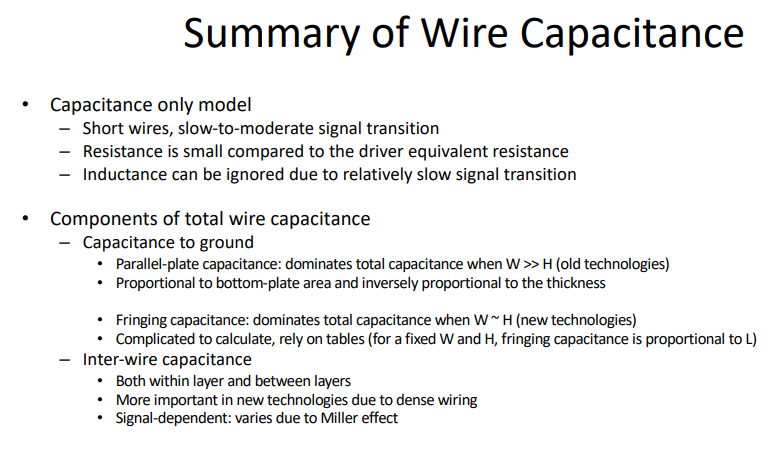 Summary of Wire Capacitance
• Capacitance only model
– Short wires, slow-to-moderate signal transition
– Resistance is small compared to the driver equivalent resistance
– Inductance can be ignored due to relatively slow signal transition
• Components of total wire capacitance
– Capacitance to ground
• Parallel-plate capacitance: dominates total capacitance when W >> H (old technologies)
• Proportional to bottom-plate area and inversely proportional to the thickness
• Fringing capacitance: dominates total capacitance when W ~ H (new technologies)
• Complicated to calculate, rely on tables (for a fixed W and H, fringing capacitance is proportional to L)
– Inter-wire capacitance
• Both within layer and between layers
• More important in new technologies due to dense wiring
• Signal-dependent: varies due to Miller effect